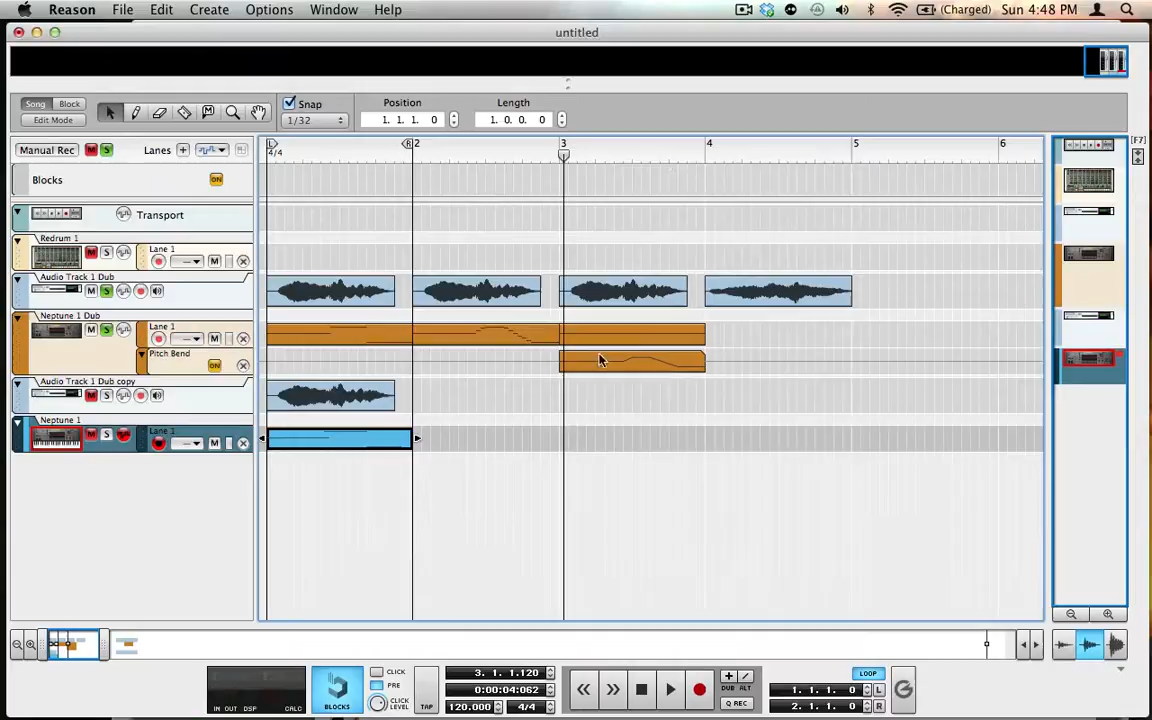 Reason File Edit Create Options Window Help (Charged) Sun 4:48 PM
untitled
Song Block
Edit Mode
Snap
1/32
Position
1. 1. 1. 0
Length
1. 0. 0. 0
[F7]
Manual Rec M S Lanes +
L R 2 3 4 5 6
4/4
Blocks ON
Transport
Redrum 1
M S Lane 1
M
Audio Track 1 Dub
M S
Neptune 1 Dub
M S Lane 1
M
Pitch Bend
ON
Audio Track 1 Dub copy
M S
Neptune 1
M S Lane 1
M
IN OUT DSP CALC
BLOCKS
CLICK
PRE
CLICK LEVEL
TAP
3. 1. 1.120
0:00:04:062
120.000 4/4
DUB ALT
Q REC
LOOP
1. 1. 1. 0 L
2. 1. 1. 0 R